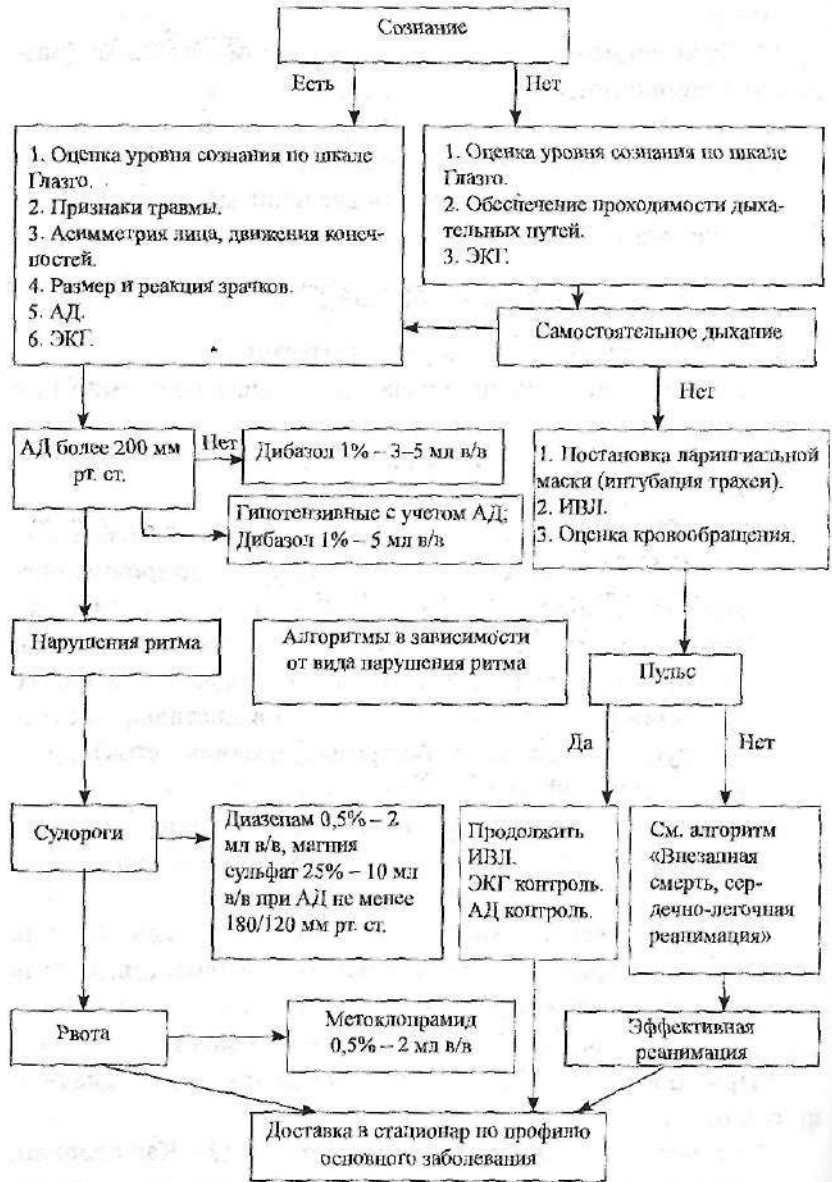 Сознание
Есть
Нет
1. Оценка уровня сознания по шкале
Глазго.
2. Признаки травмы.
3. Асимметрия лица, движения конеч-
ностей.
4. Размер и реакция зрачков.
5. АД.
6. ЭКГ.
1. Оценка уровня сознания по шкале
Глазго.
2. Обеспечение проходимости дыха-
тельных путей.
3. ЭКГ.
Самостоятельное дыхание
Нет
АД более 200 мм
рт. ст.
Нет
Дибазол 1% – 3–5 мл в/в
Гипотензивные с учетом АД;
Дибазол 1% – 5 мл в/в
1. Постановка ларингиальной
маски (интубация трахеи).
2. ИВЛ.
3. Оценка кровообращения.
Нарушения ритма
Алгоритмы в зависимости
от вида нарушения ритма
Пульс
Да
Нет
Судороги
Диазепам 0,5% – 2
мл в/в, магния
сульфат 25% – 10 мл
в/в при АД не менее
180/120 мм рт. ст.
Продолжить
ИВЛ.
ЭКГ контроль.
АД контроль.
См. алгоритм
«Внезапная
смерть, сер-
дечно-легочная
реанимация»
Рвота
Метоклопрамид
0,5% – 2 мл в/в
Эффективная
реанимация
Доставка в стационар по профилю
основного заболевания